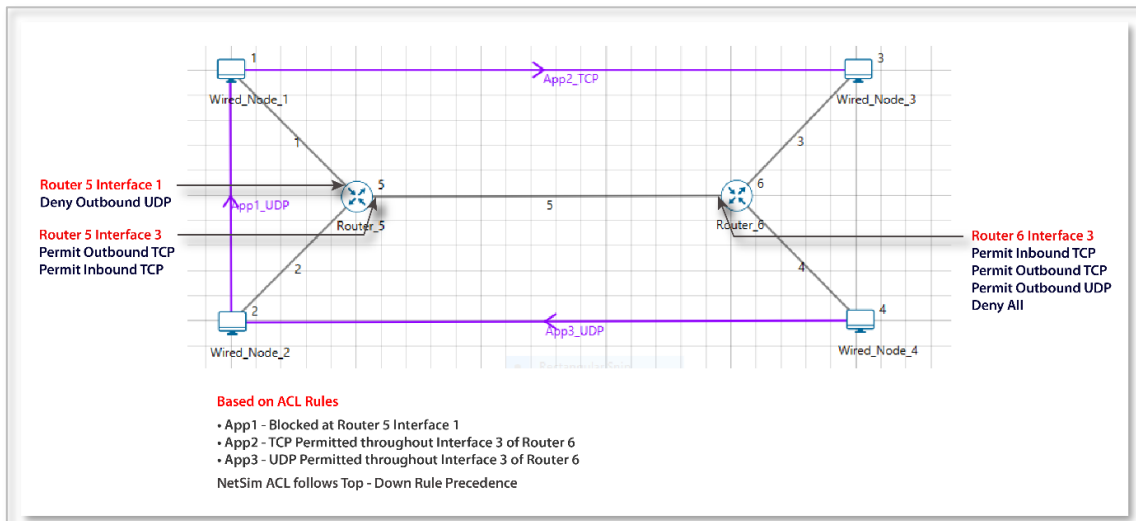 1
3
App2_TCP
Wired_Node_1
Wired_Node_3
1
3
Router 5 Interface 1
Deny Outbound UDP
5
6
App1_UDP
5
Router_5
Router_6
Router 5 Interface 3
Permit Outbound TCP
Permit Inbound TCP
Router 6 Interface 3
Permit Inbound TCP
Permit Outbound TCP
Permit Outbound UDP
Deny All
2
4
2
4
App3_UDP
Wired_Node_2
Wired_Node_4
Based on ACL Rules
• App1 - Blocked at Router 5 Interface 1
• App2 - TCP Permitted throughout Interface 3 of Router 6
• App3 - UDP Permitted throughout Interface 3 of Router 6
NetSim ACL follows Top - Down Rule Precedence